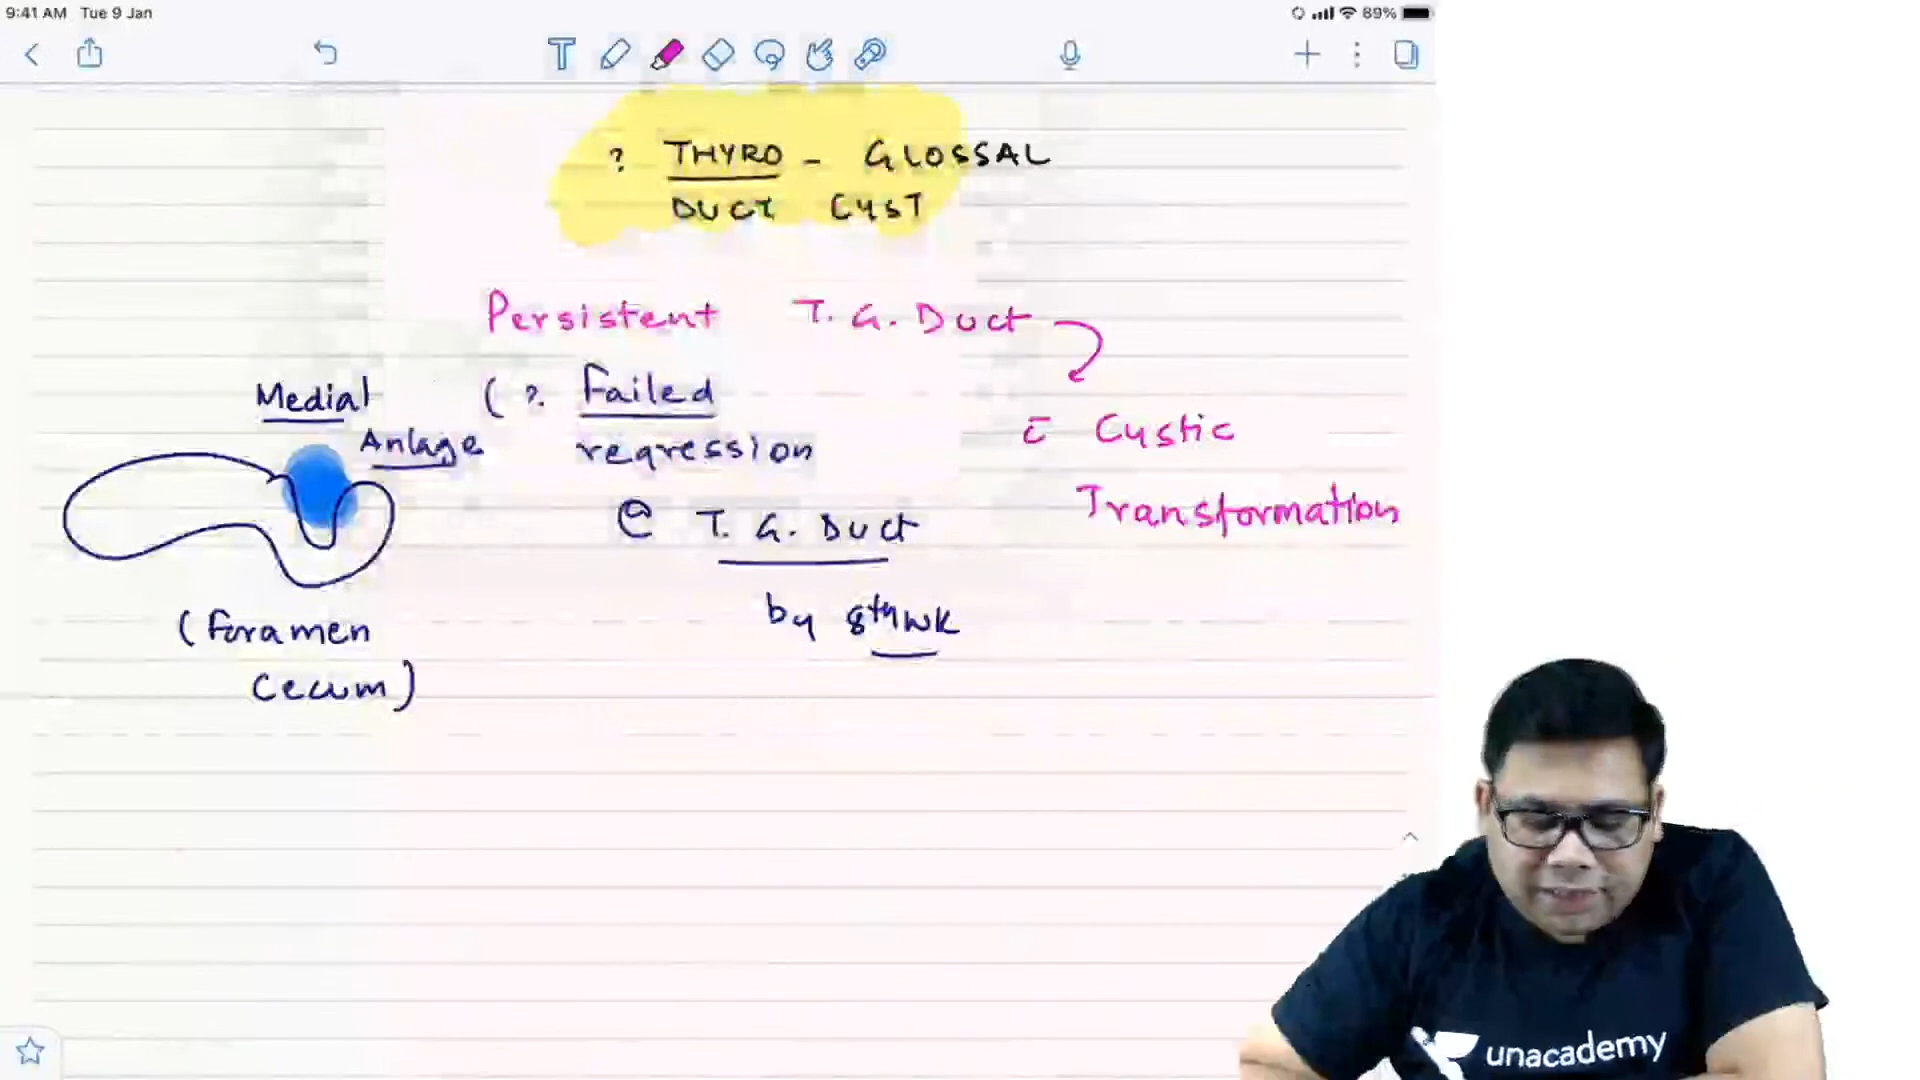 9:41 AM Tue 9 Jan
89%
? THYRO - GLOSSAL
DUCT CYST
Persistent T. G. Duct
Medial
Anlage
( ? Failed
regression
c̄ Cystic
Transformation
@ T. G. Duct
by 8th wk
(foramen
cecum)
unacademy